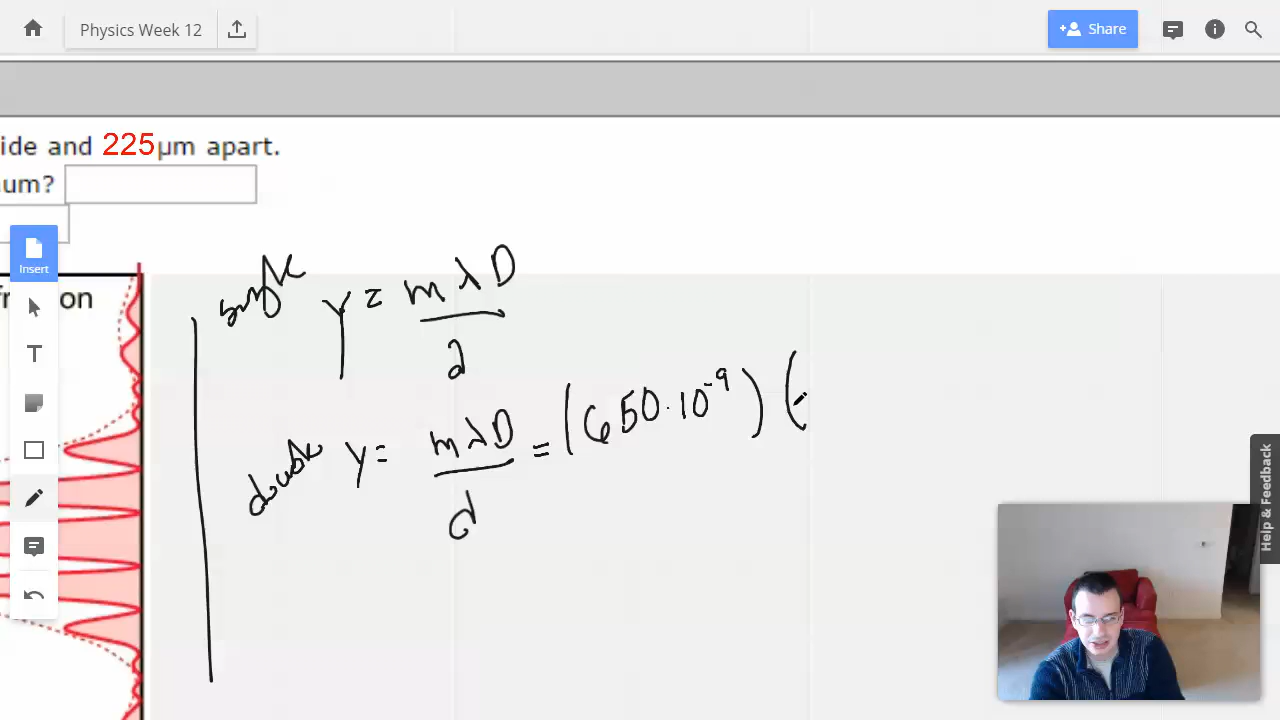 Physics Week 12
Share
ide and 225µm apart.
um?
Insert
on
single y = mλD
a
double y = mλD = (650·10⁻⁹) (
d
Help & Feedback